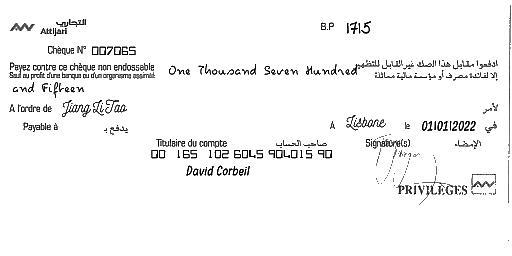 التجاري
Attijari
B.P 1715
Chèque N° 007065
Payez contre ce chèque non endossable
ادفعوا مقابل هذا الصك غير القابل للتظهير
Sauf au profit d'une banque ou d'un organisme assimilé
إلا لفائدة مصرف أو مؤسسة مالية مماثلة
One Thousand Seven Hundred
and Fifteen
A l'ordre de Jiang Li Tao لأمر
Payable à يدفع بـ
A Lisbone le 01/01/2022 في
Titulaire du compte صاحب الحساب
Signature(s) الإمضاء
00 165 102 6045 904015 90
David Corbeil
PRIVILÈGES